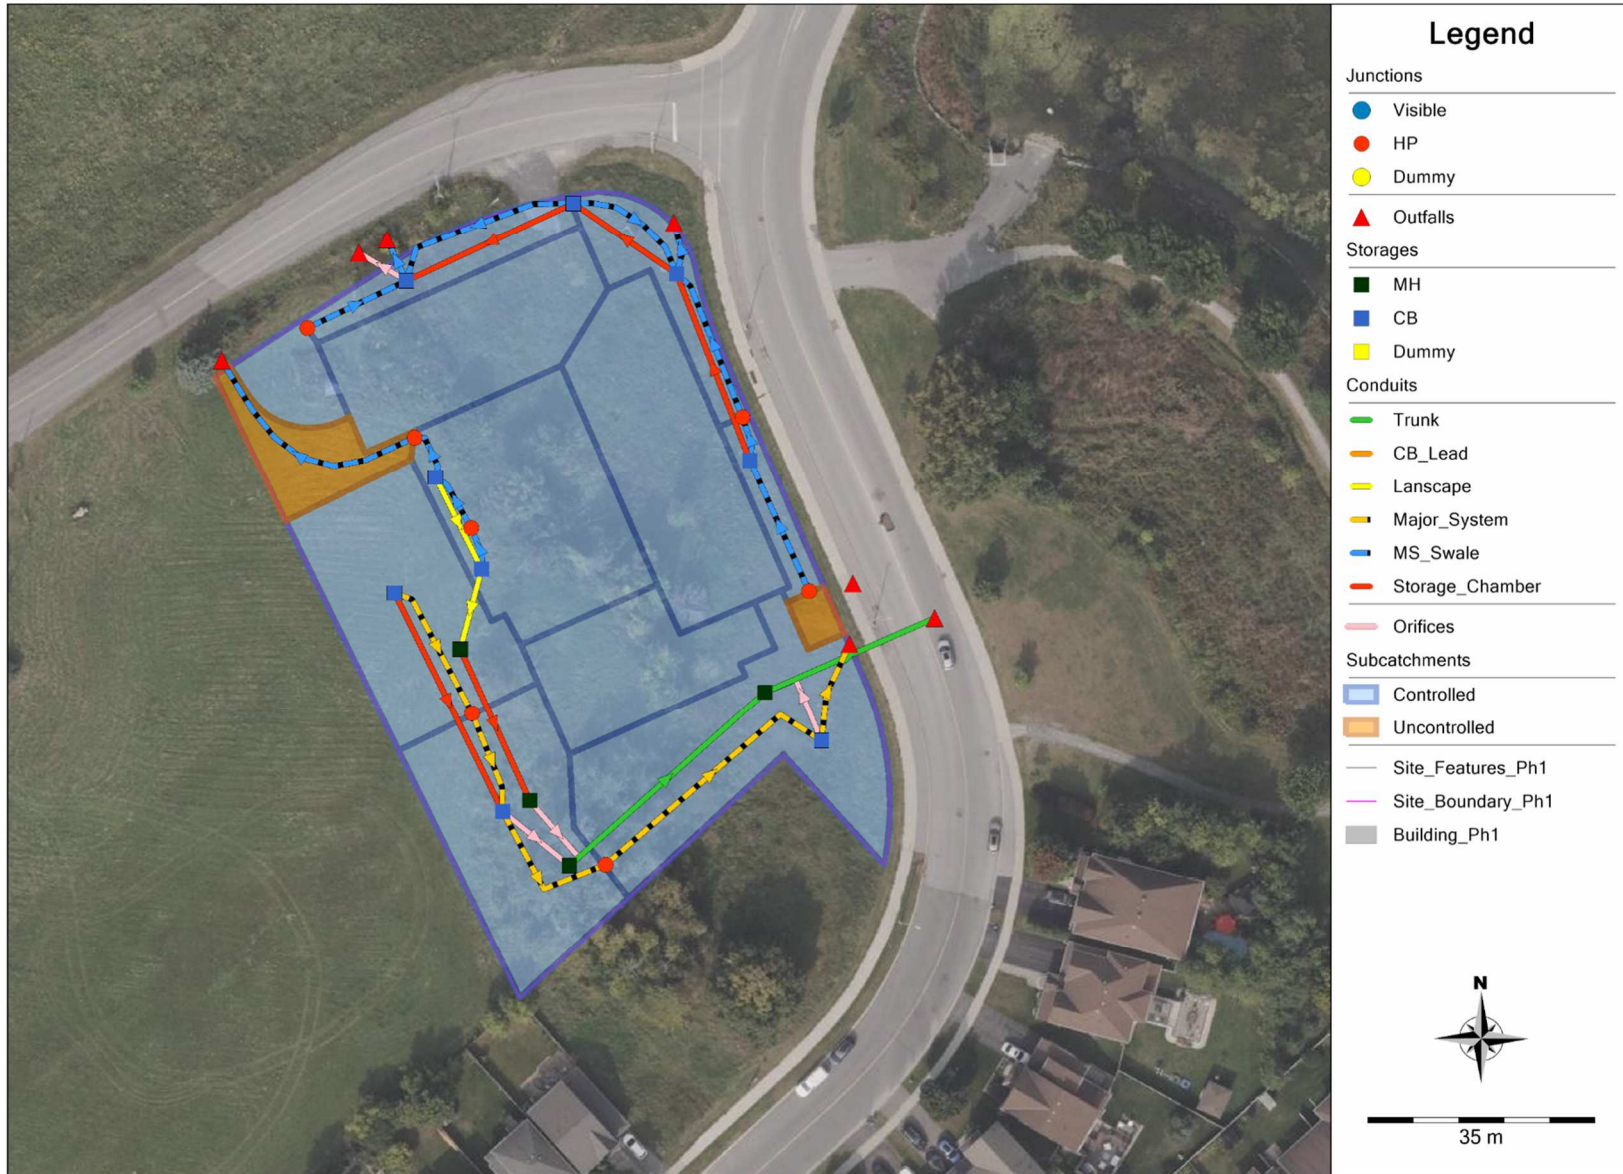 Legend
Junctions
Visible
HP
Dummy
Outfalls
Storages
MH
CB
Dummy
Conduits
Trunk
CB_Lead
Lanscape
Major_System
MS_Swale
Storage_Chamber
Orifices
Subcatchments
Controlled
Uncontrolled
Site_Features_Ph1
Site_Boundary_Ph1
Building_Ph1
N
35 m